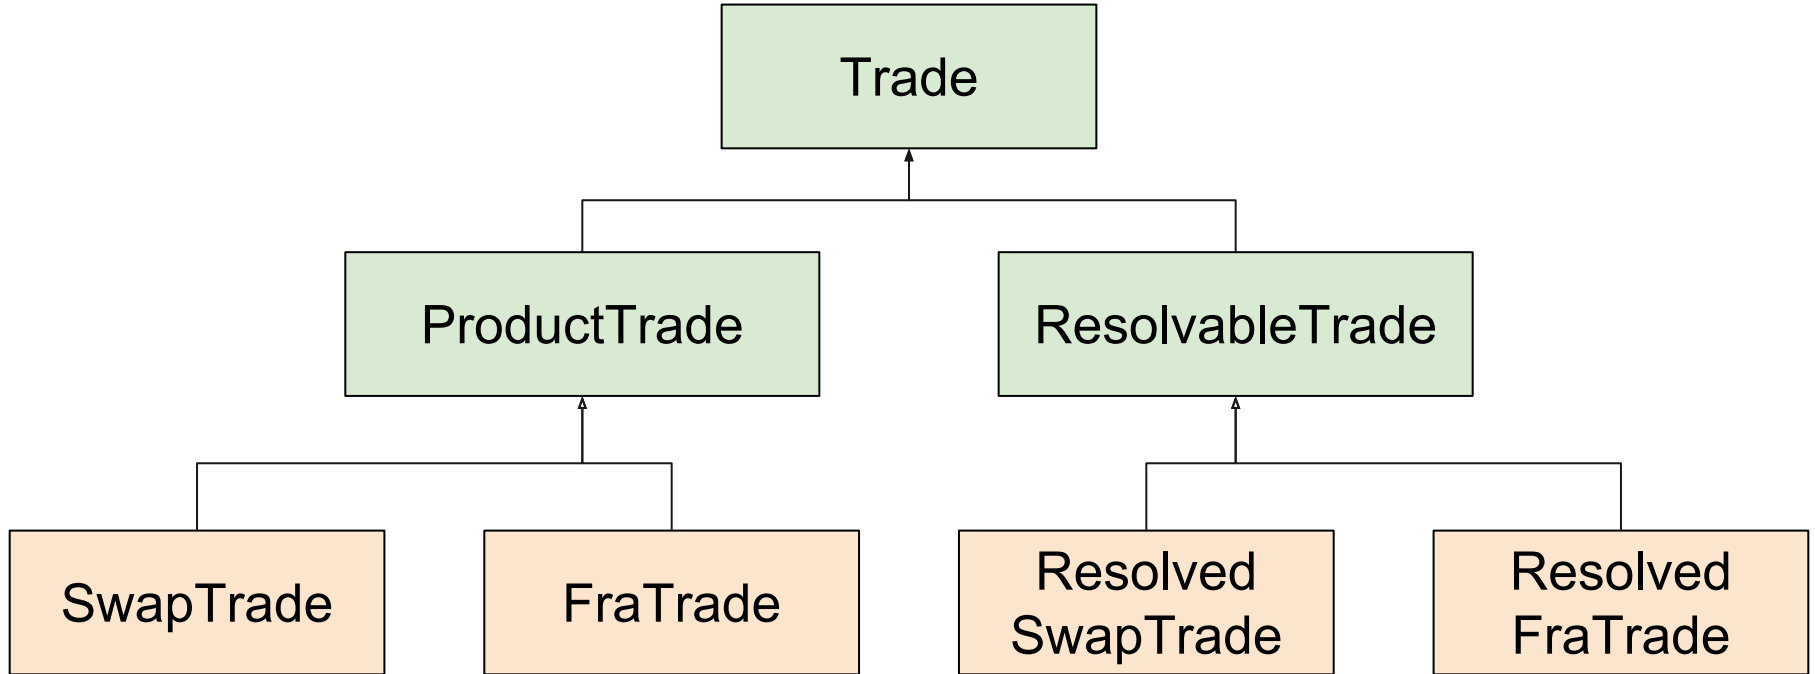 Trade
ProductTrade
ResolvableTrade
SwapTrade
FraTrade
Resolved
SwapTrade
Resolved
FraTrade